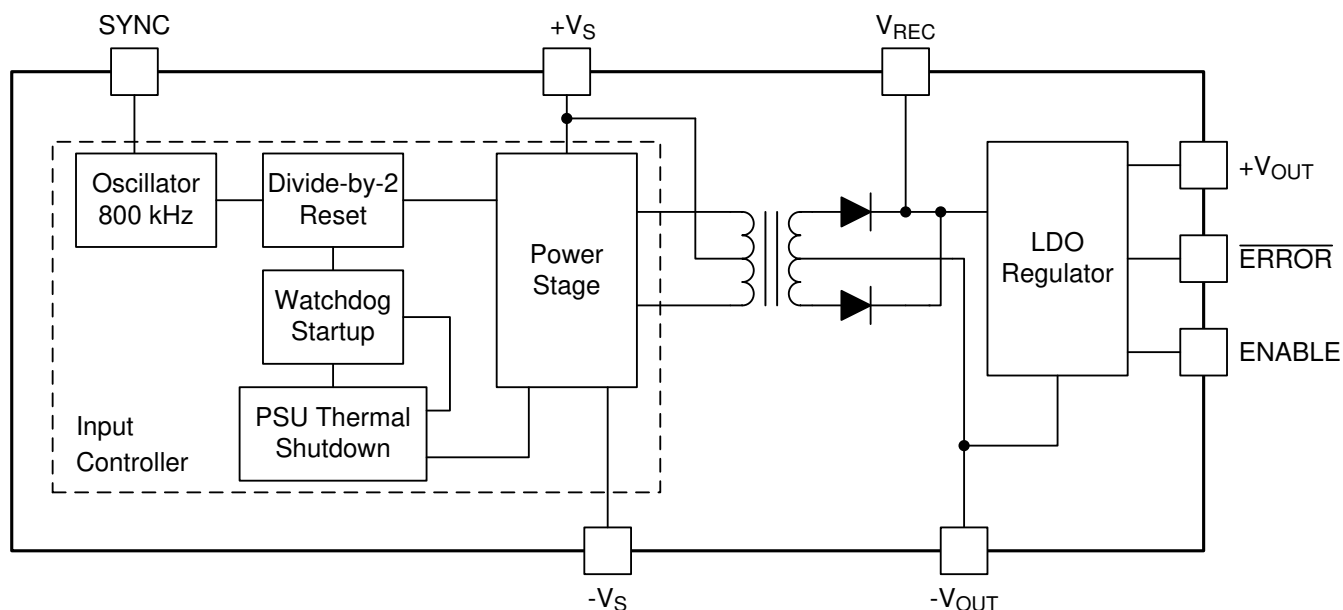 SYNC
+VS
VREC
Oscillator
800 kHz
Divide-by-2
Reset
Watchdog
Startup
PSU Thermal
Shutdown
Input
Controller
Power
Stage
LDO
Regulator
+VOUT
ERROR
ENABLE
-VS
-VOUT